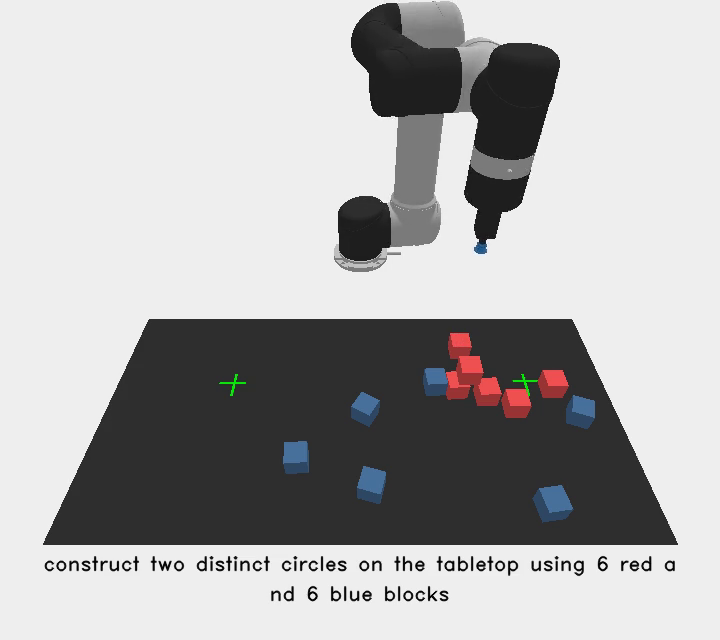 construct two distinct circles on the tabletop using 6 red a
nd 6 blue blocks